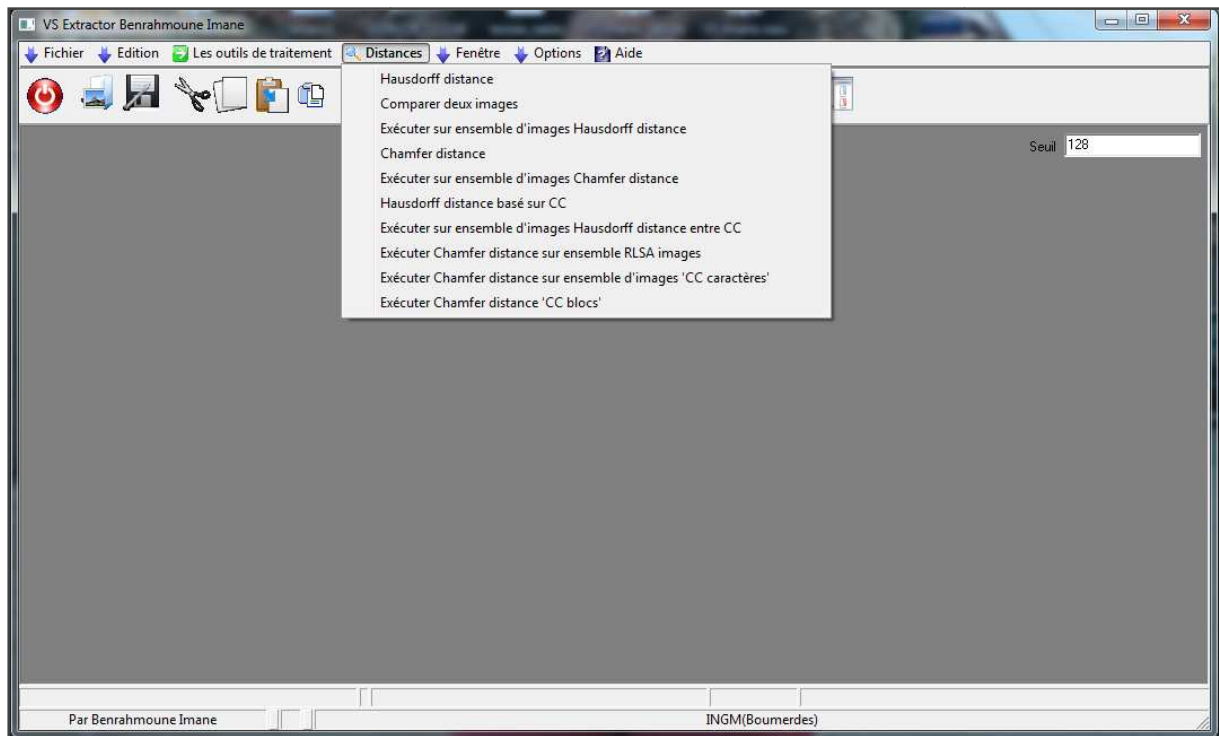 VS Extractor Benrahmoune Imane
Fichier Edition Les outils de traitement Distances Fenêtre Options Aide
Hausdorff distance
Comparer deux images
Exécuter sur ensemble d'images Hausdorff distance
Chamfer distance
Exécuter sur ensemble d'images Chamfer distance
Hausdorff distance basé sur CC
Exécuter sur ensemble d'images Hausdorff distance entre CC
Exécuter Chamfer distance sur ensemble RLSA images
Exécuter Chamfer distance sur ensemble d'images 'CC caractères'
Exécuter Chamfer distance 'CC blocs'
Seuil 128
Par Benrahmoune Imane INGM(Boumerdes)